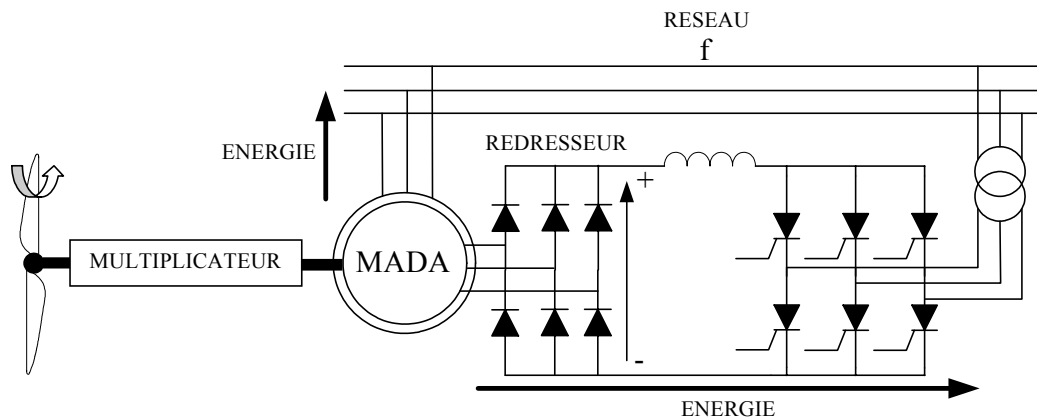 RESEAU
f
ENERGIE
REDRESSEUR
+
MULTIPLICATEUR
MADA
-
ENERGIE